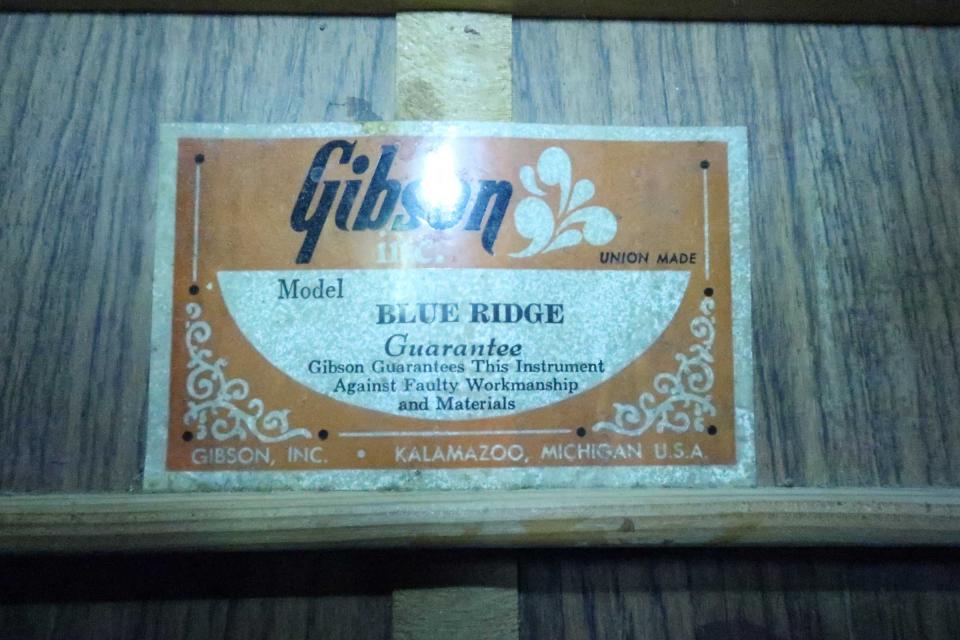 Gibson
inc.
UNION MADE
Model
BLUE RIDGE
Guarantee
Gibson Guarantees This Instrument
Against Faulty Workmanship
and Materials
GIBSON, INC. • KALAMAZOO, MICHIGAN U.S.A.